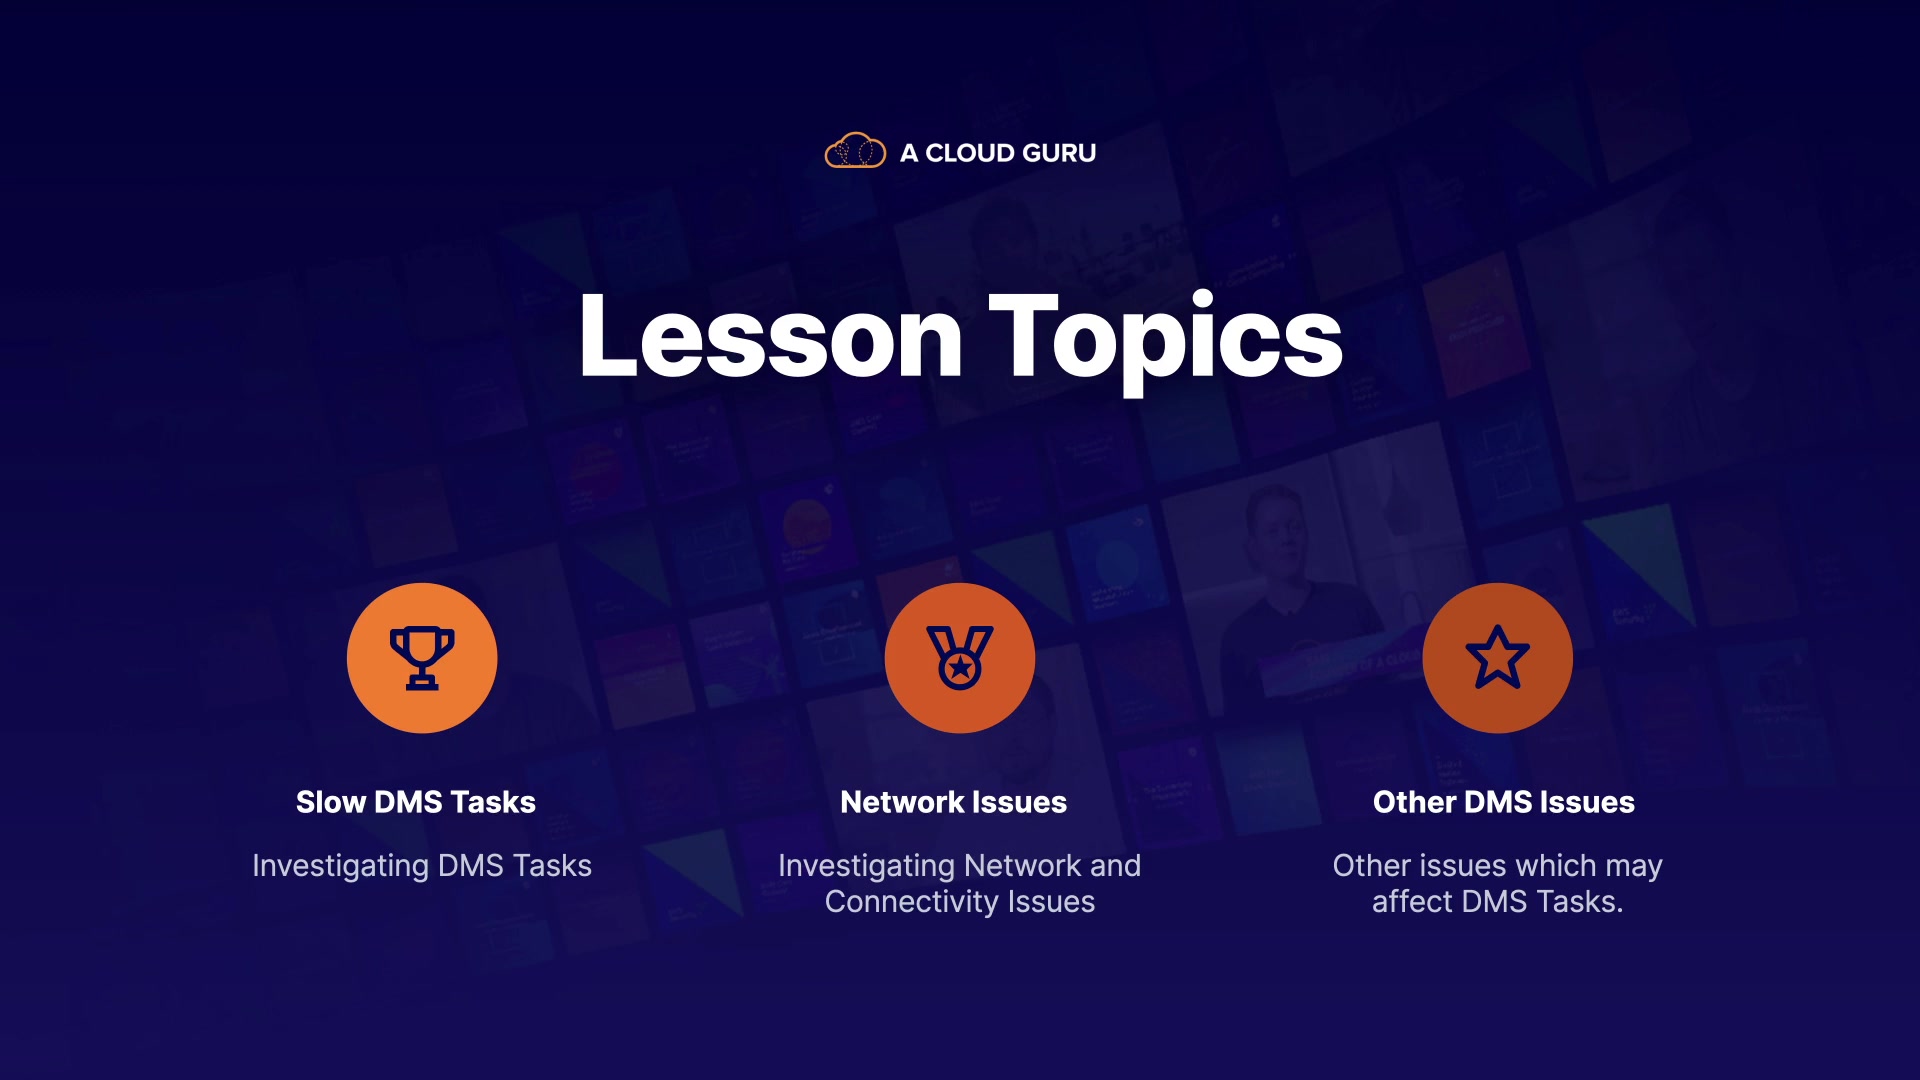 A CLOUD GURU
Lesson Topics
Slow DMS Tasks
Investigating DMS Tasks
Network Issues
Investigating Network and
Connectivity Issues
Other DMS Issues
Other issues which may
affect DMS Tasks.